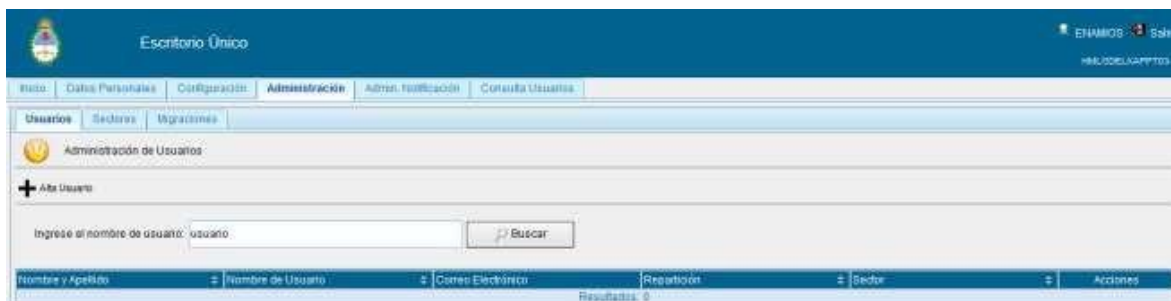 Escritorio Único
ENAMIOS
Inicio Datos Personales Configuración Administración Admin. Notificación Consulta Usuarios
Usuarios Sectores Migraciones
Administración de Usuarios
Alta Usuario
Ingrese el nombre de usuario: usuario Buscar
Nombre y Apellido Nombre de Usuario Correo Electrónico Repartición Sector Acciones
Resultados: 0